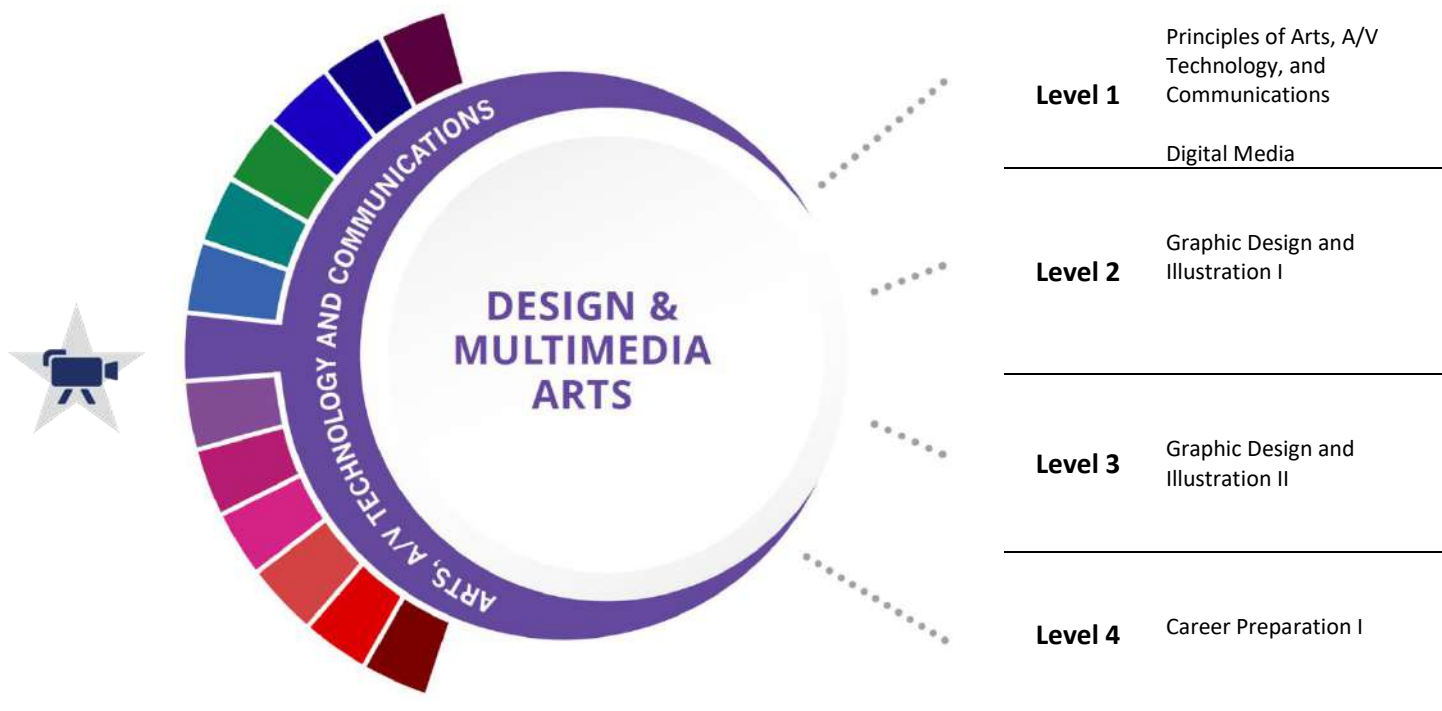 ARTS, A/V TECHNOLOGY AND COMMUNICATIONS
DESIGN &
MULTIMEDIA
ARTS
Level 1
Principles of Arts, A/V
Technology, and
Communications
Digital Media
Level 2
Graphic Design and
Illustration I
Level 3
Graphic Design and
Illustration II
Level 4
Career Preparation I